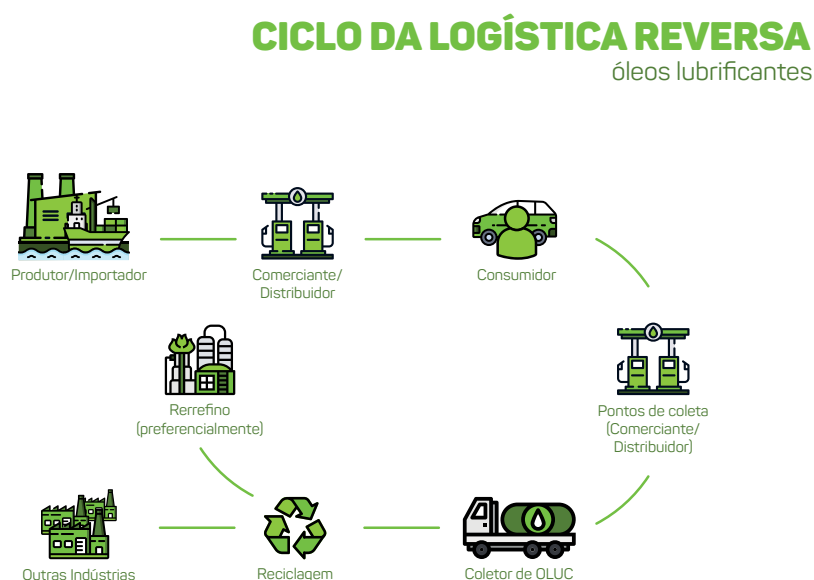 CICLO DA LOGÍSTICA REVERSA
óleos lubrificantes
Produtor/Importador
Comerciante/
Distribuidor
Consumidor
Rerrefino
(preferencialmente)
Pontos de coleta
(Comerciante/
Distribuidor)
Outras Indústrias
Reciclagem
Coletor de OLUC